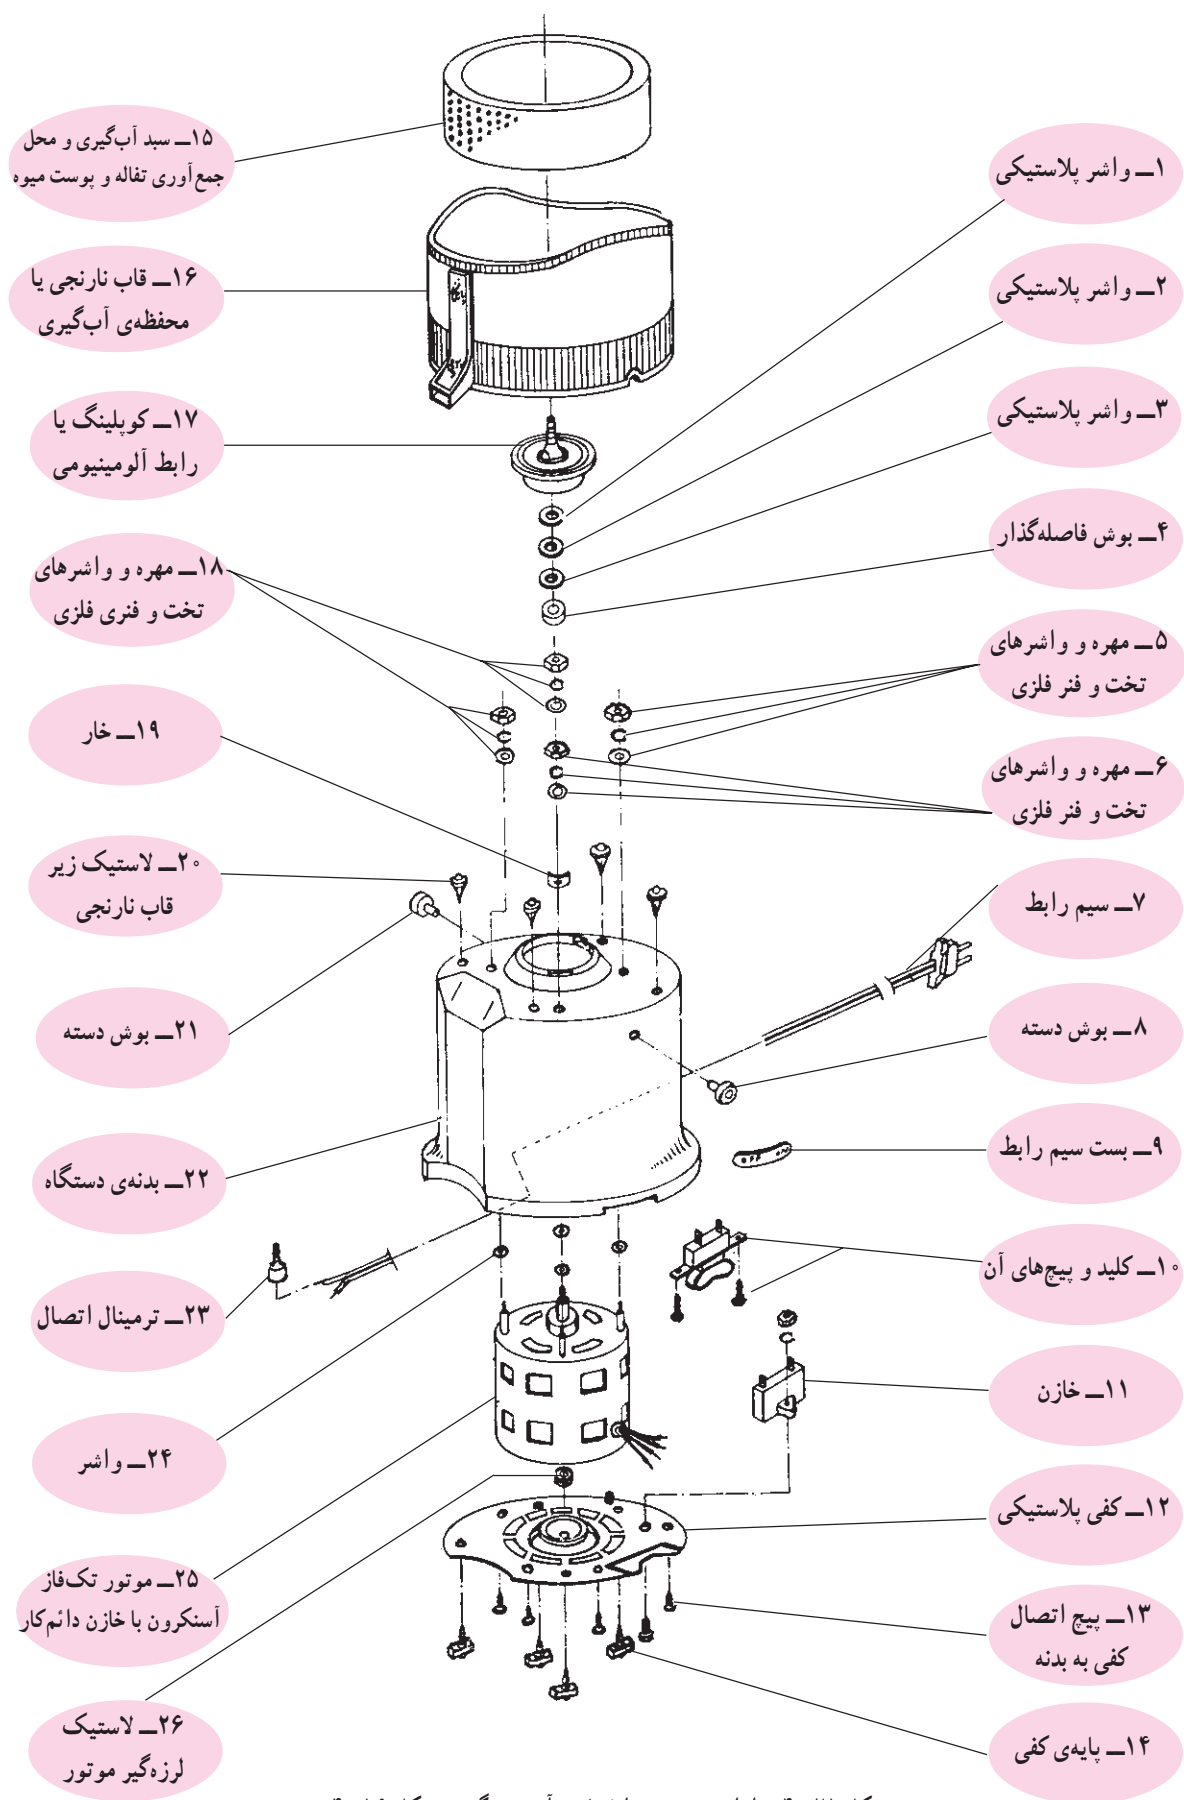 ۱ــ واشر پلاستیکی
۲ــ واشر پلاستیکی
۳ــ واشر پلاستیکی
۴ــ بوش فاصله‌گذار
۵ــ مهره و واشرهای
تخت و فنر فلزی
۶ــ مهره و واشرهای
تخت و فنر فلزی
۷ــ سیم رابط
۸ــ بوش دسته
۹ــ بست سیم رابط
۱۰ــ کلید و پیچ‌های آن
۱۱ــ خازن
۱۲ــ کفی پلاستیکی
۱۳ــ پیچ اتصال
کفی به بدنه
۱۴ــ پایه‌ی کفی
۱۵ــ سبد آب‌گیری و محل
جمع‌آوری تفاله و پوست میوه
۱۶ــ قاب نارنجی یا
محفظه‌ی آب‌گیری
۱۷ــ کوپلینگ یا
رابط آلومینیومی
۱۸ــ مهره و واشرهای
تخت و فنری فلزی
۱۹ــ خار
۲۰ــ لاستیک زیر
قاب نارنجی
۲۱ــ بوش دسته
۲۲ــ بدنه‌ی دستگاه
۲۳ــ ترمینال اتصال
۲۴ــ واشر
۲۵ــ موتور تک‌فاز
آسنکرون با خازن دائم‌کار
۲۶ــ لاستیک
لرزه‌گیر موتور